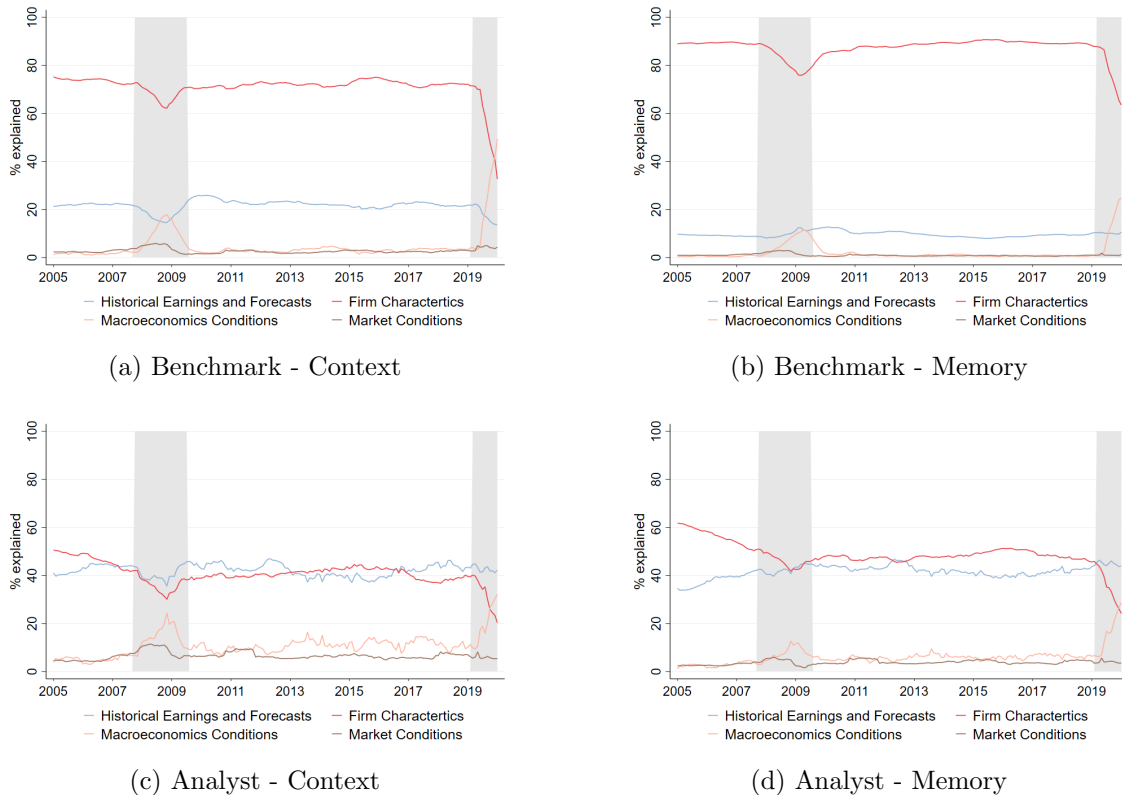 % explained
100
80
60
40
20
0
2005 2007 2009 2011 2013 2015 2017 2019
Historical Earnings and Forecasts Firm Charactertics
Macroeconomics Conditions Market Conditions
(a) Benchmark - Context
% explained
100
80
60
40
20
0
2005 2007 2009 2011 2013 2015 2017 2019
Historical Earnings and Forecasts Firm Charactertics
Macroeconomics Conditions Market Conditions
(b) Benchmark - Memory
% explained
100
80
60
40
20
0
2005 2007 2009 2011 2013 2015 2017 2019
Historical Earnings and Forecasts Firm Charactertics
Macroeconomics Conditions Market Conditions
(c) Analyst - Context
% explained
100
80
60
40
20
0
2005 2007 2009 2011 2013 2015 2017 2019
Historical Earnings and Forecasts Firm Charactertics
Macroeconomics Conditions Market Conditions
(d) Analyst - Memory